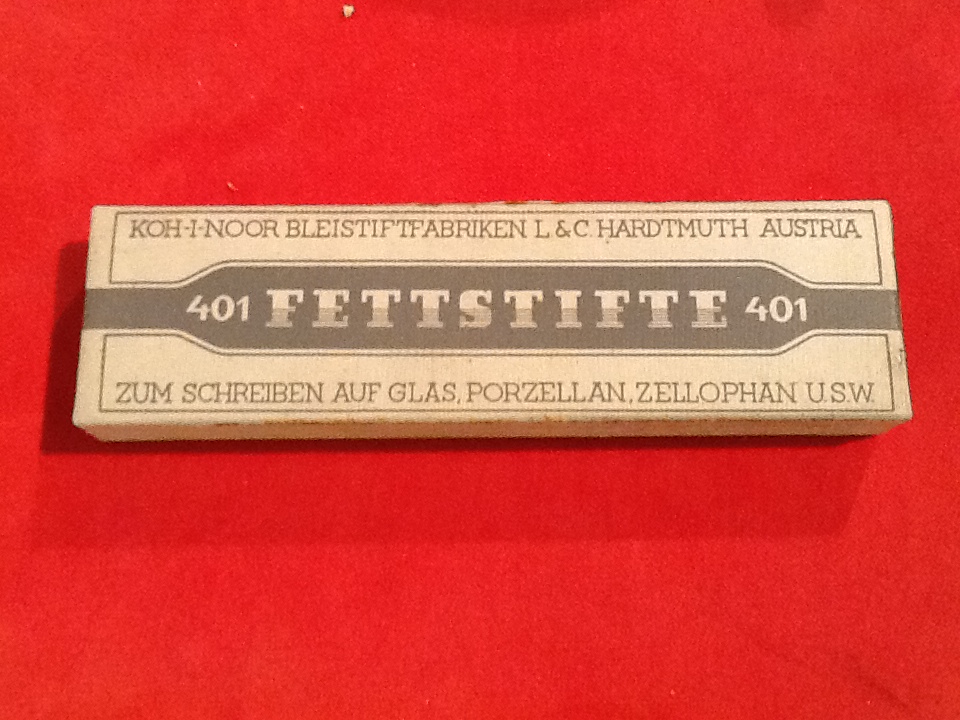 KOH-I-NOOR BLEISTIFTFABRIKEN L & C. HARDTMUTH AUSTRIA
401 FETTSTIFTE 401
ZUM SCHREIBEN AUF GLAS, PORZELLAN, ZELLOPHAN U.S.W.